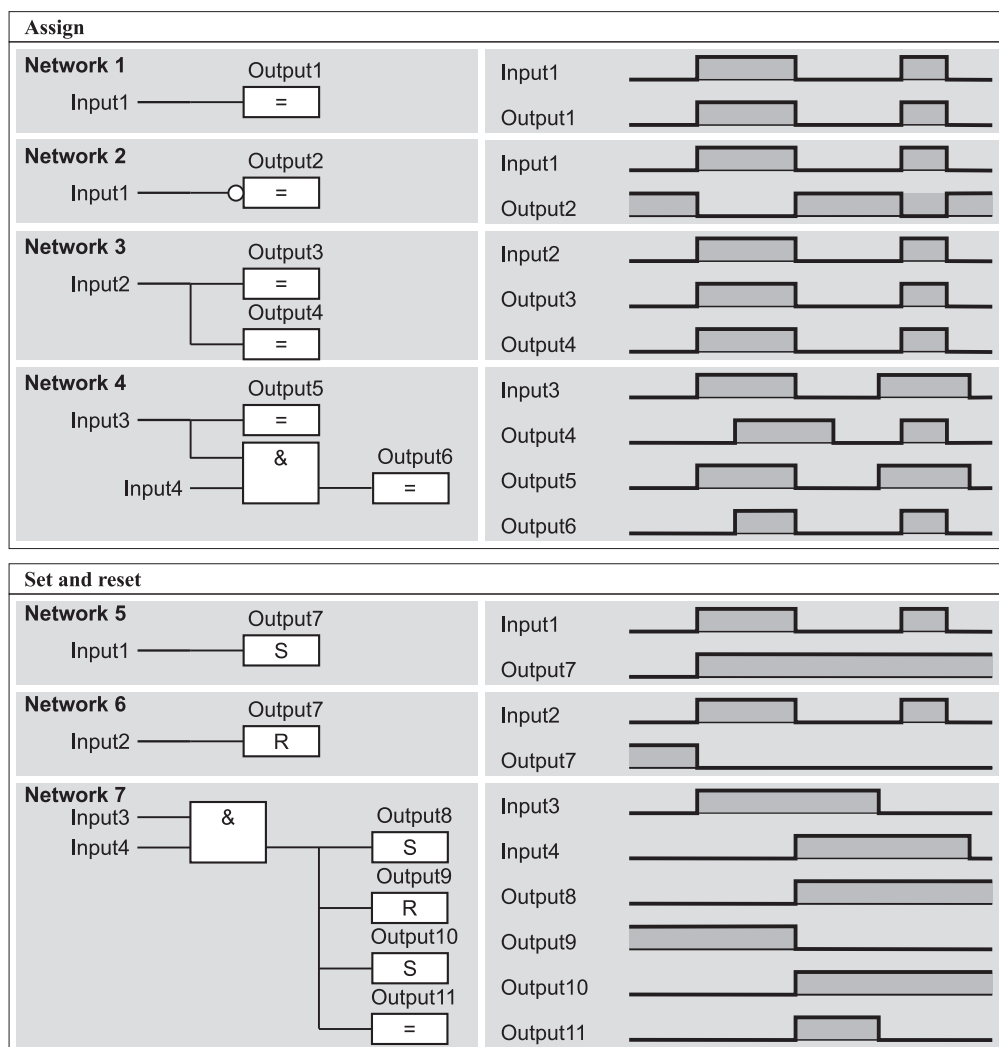 Assign
Network 1
Output1
Input1
=
Input1
Output1
Network 2
Output2
Input1
=
Input1
Output2
Network 3
Output3
Input2
=
Output4
=
Input2
Output3
Output4
Network 4
Output5
Input3
=
&
Output6
Input4
=
Input3
Output4
Output5
Output6
Set and reset
Network 5
Output7
Input1
S
Input1
Output7
Network 6
Output7
Input2
R
Input2
Output7
Network 7
Input3
&
Output8
Input4
S
Output9
R
Output10
S
Output11
=
Input3
Input4
Output8
Output9
Output10
Output11